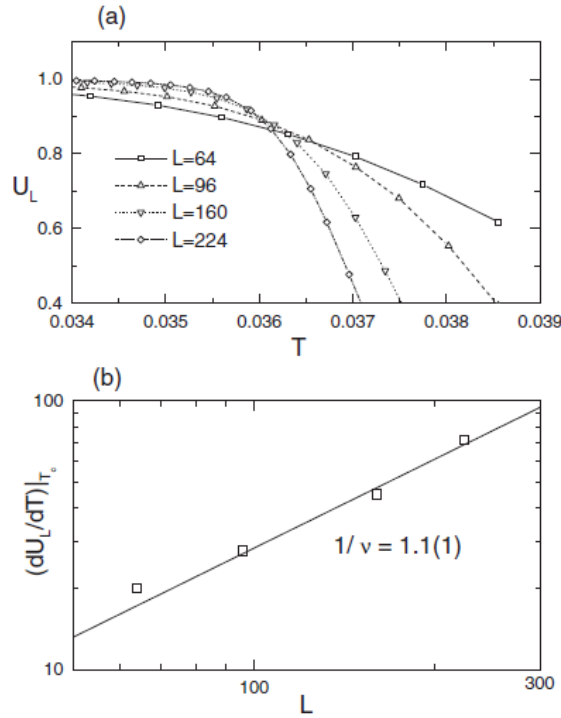 (a)
1.0
0.8
0.6
0.4
U_L
L=64
L=96
L=160
L=224
0.034 0.035 0.036 0.037 0.038 0.039
T
(b)
100
10
(dU_L/dT)|_{T_c}
1/ ν = 1.1(1)
100 300
L